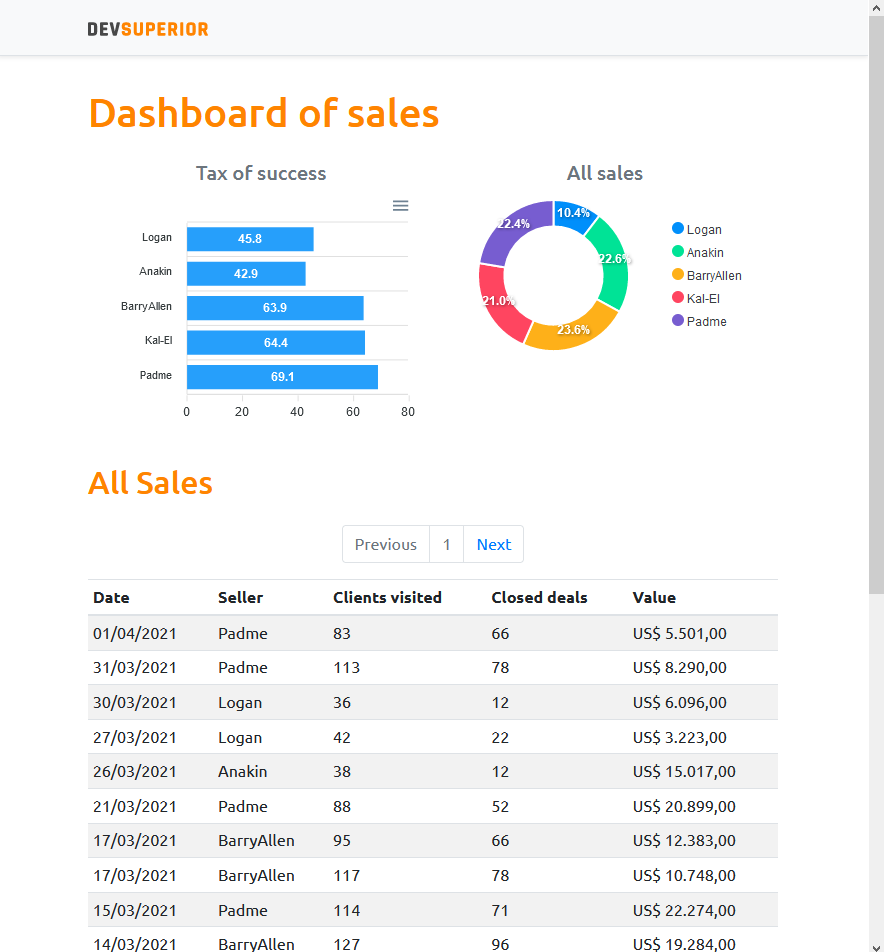 DEVSUPERIOR
Dashboard of sales
Tax of success
All sales
Logan 45.8
Anakin 42.9
BarryAllen 63.9
Kal-El 64.4
Padme 69.1
0 20 40 60 80
10.4%
22.6%
23.6%
21.0%
22.4%
Logan
Anakin
BarryAllen
Kal-El
Padme
All Sales
Previous 1 Next
Date Seller Clients visited Closed deals Value
01/04/2021 Padme 83 66 US$ 5.501,00
31/03/2021 Padme 113 78 US$ 8.290,00
30/03/2021 Logan 36 12 US$ 6.096,00
27/03/2021 Logan 42 22 US$ 3.223,00
26/03/2021 Anakin 38 12 US$ 15.017,00
21/03/2021 Padme 88 52 US$ 20.899,00
17/03/2021 BarryAllen 95 66 US$ 12.383,00
17/03/2021 BarryAllen 117 78 US$ 10.748,00
15/03/2021 Padme 114 71 US$ 22.274,00
14/03/2021 BarryAllen 127 96 US$ 19.284,00